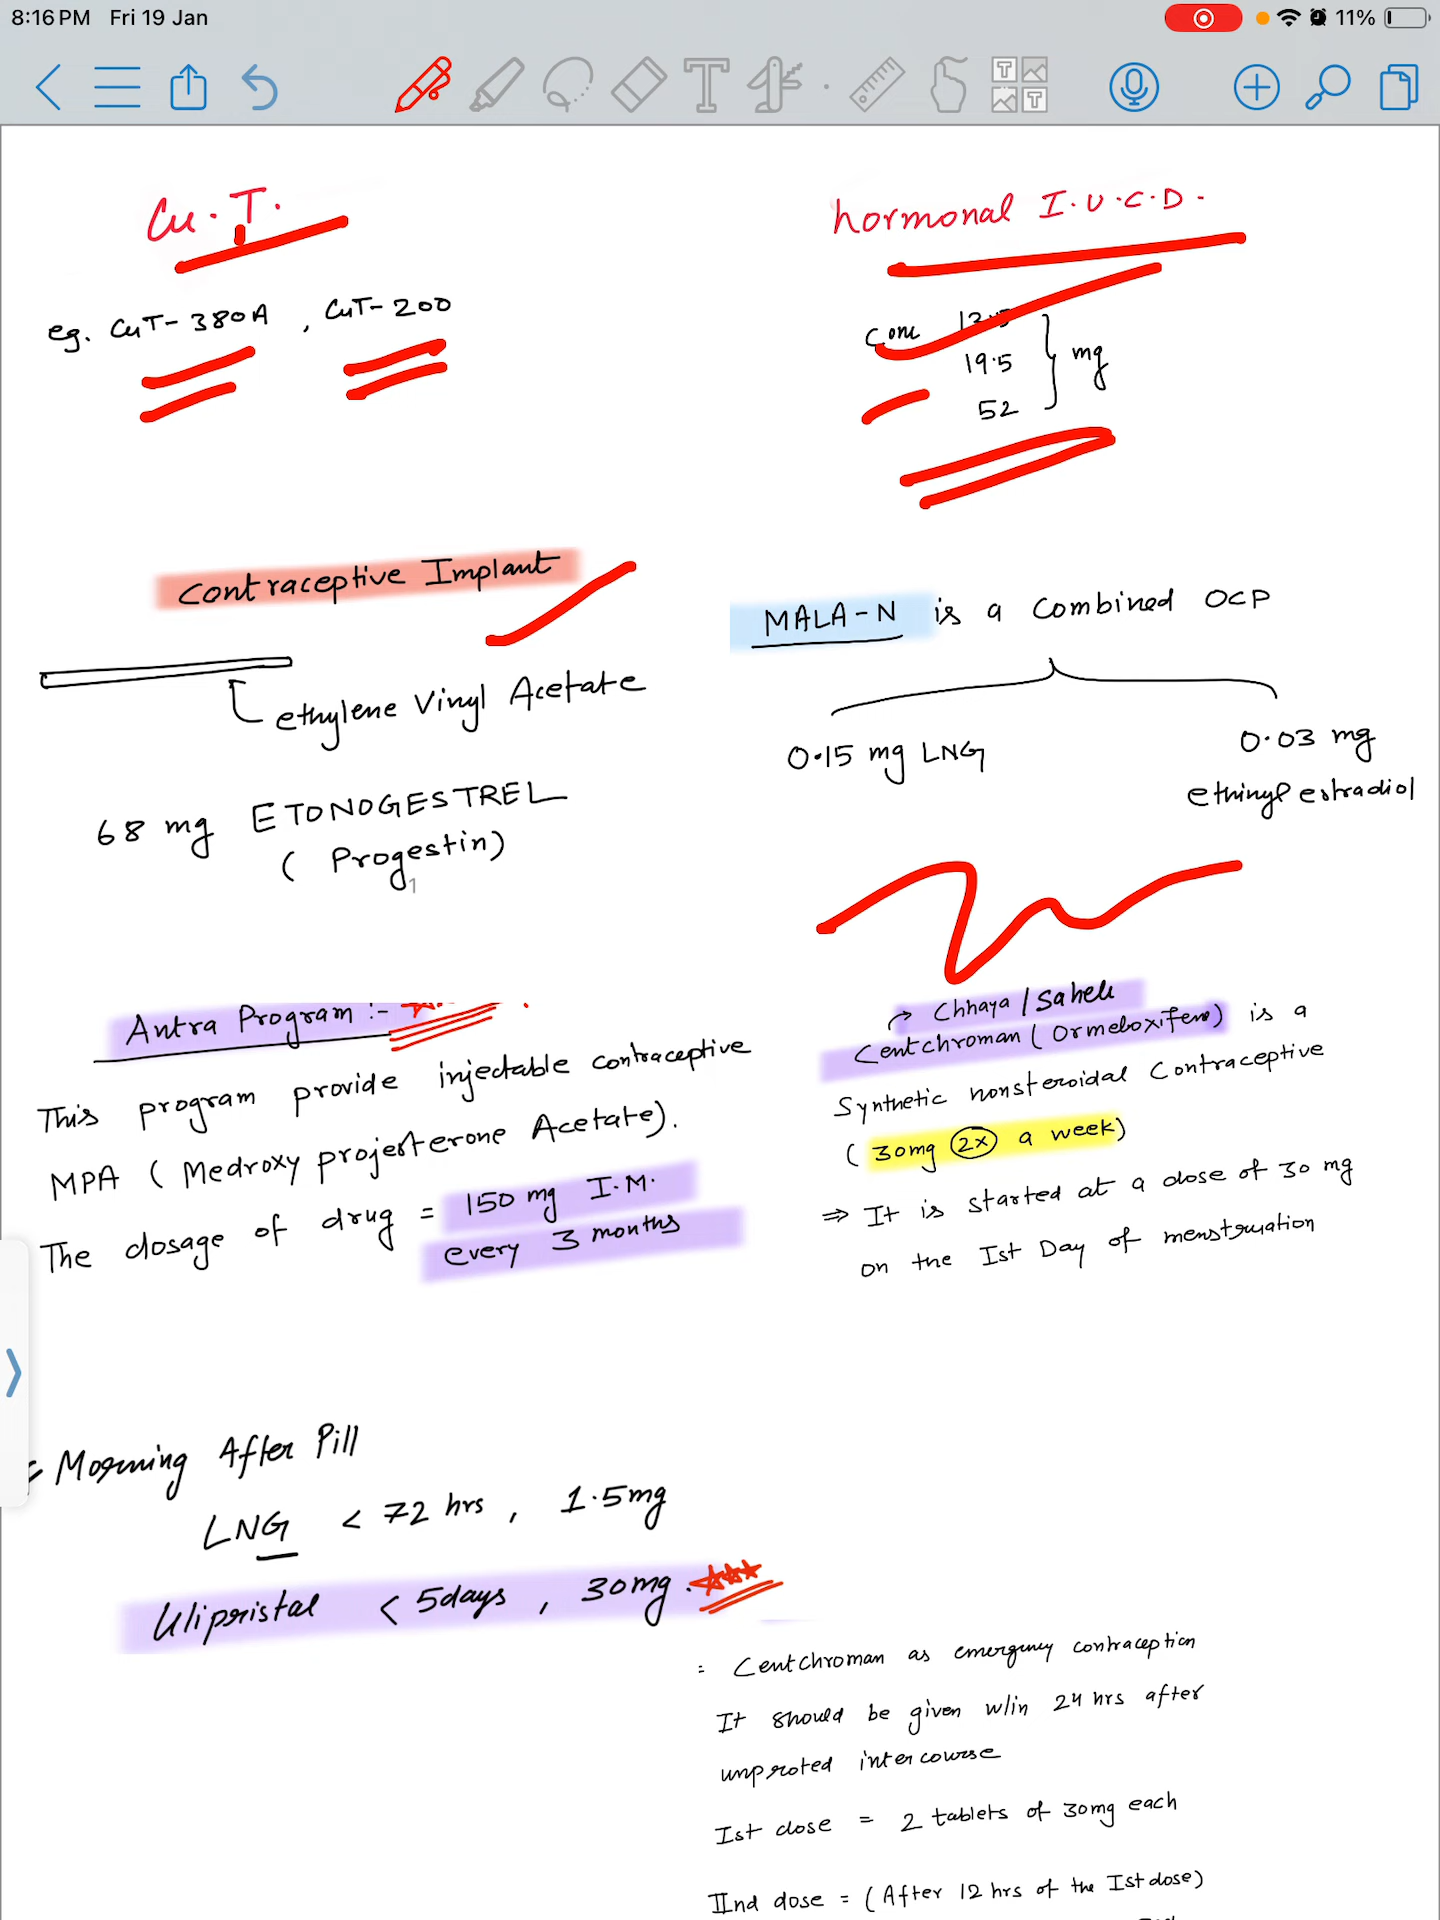 8:16 PM Fri 19 Jan
11%
Cu.T.
eg. CuT-380A, CuT-200
hormonal I.U.C.D.
Conc
19.5
52
mg
Contraceptive Implant
ethylene Vinyl Acetate
68 mg ETONOGESTREL
( Progestin)
1
MALA-N is a Combined OCP
0.15 mg LNG
0.03 mg
ethinyl estradiol
Antra Program :-
This program provide injectable contraceptive
MPA ( Medroxy projesterone Acetate).
The dosage of drug = 150 mg I.M.
every 3 months
→ Chhaya / Saheli
Centchroman ( Ormeloxifene) is a
Synthetic nonsteroidal Contraceptive
( 30mg 2x a week)
⇒ It is started at a dose of 30 mg
on the Ist Day of menstruation
Morning After Pill
LNG < 72 hrs, 1.5mg
Ulipristal < 5days, 30mg.
= Centchroman as emergency contraception
It should be given w/in 24 hrs after
unproted intercourse
Ist dose = 2 tablets of 30mg each
IInd dose = (After 12 hrs of the Ist dose)